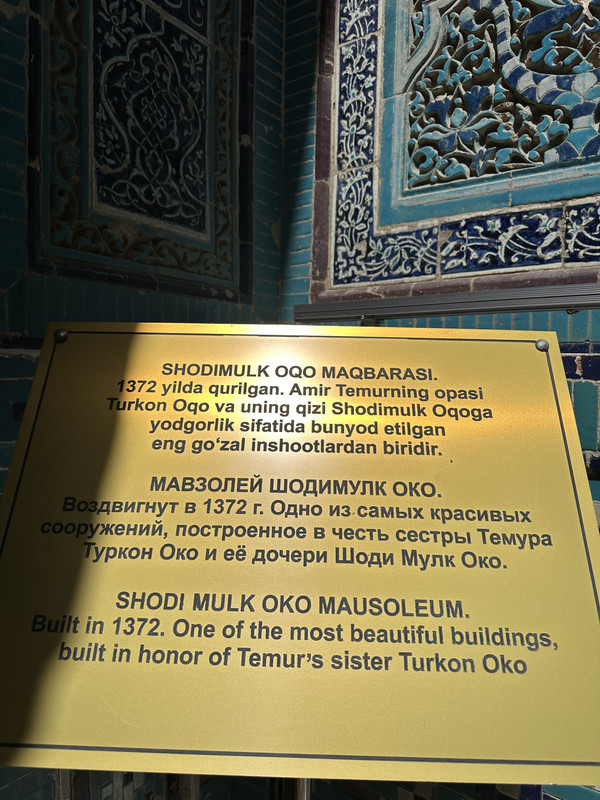 SHODIMULK OQO MAQBARASI.
1372 yilda qurilgan. Amir Temurning opasi
Turkon Oqo va uning qizi Shodimulk Oqoga
yodgorlik sifatida bunyod etilgan
eng go‘zal inshootlardan biridir.
МАВЗОЛЕЙ ШОДИМУЛК ОКО.
Воздвигнут в 1372 г. Одно из самых красивых
сооружений, построенное в честь сестры Темура
Туркон Око и её дочери Шоди Мулк Око.
SHODI MULK OKO MAUSOLEUM.
Built in 1372. One of the most beautiful buildings,
built in honor of Temur’s sister Turkon Oko